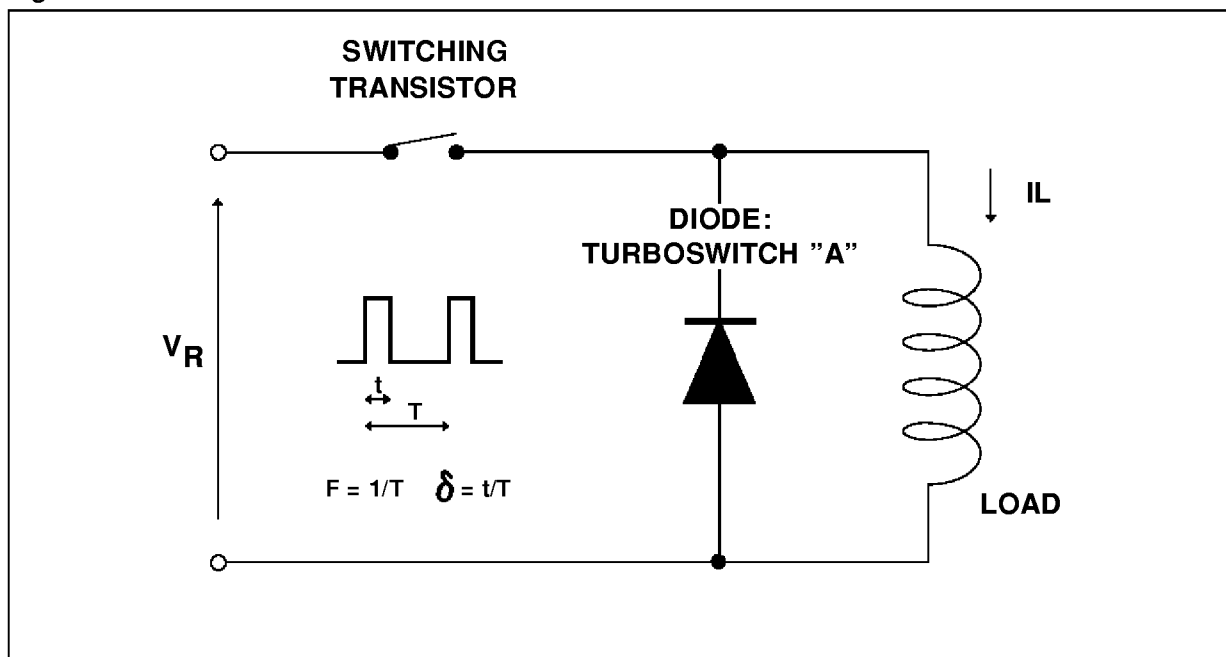 SWITCHING
TRANSISTOR
IL
DIODE:
TURBOSWITCH ”A”
VR
t
T
F = 1/T δ = t/T
LOAD